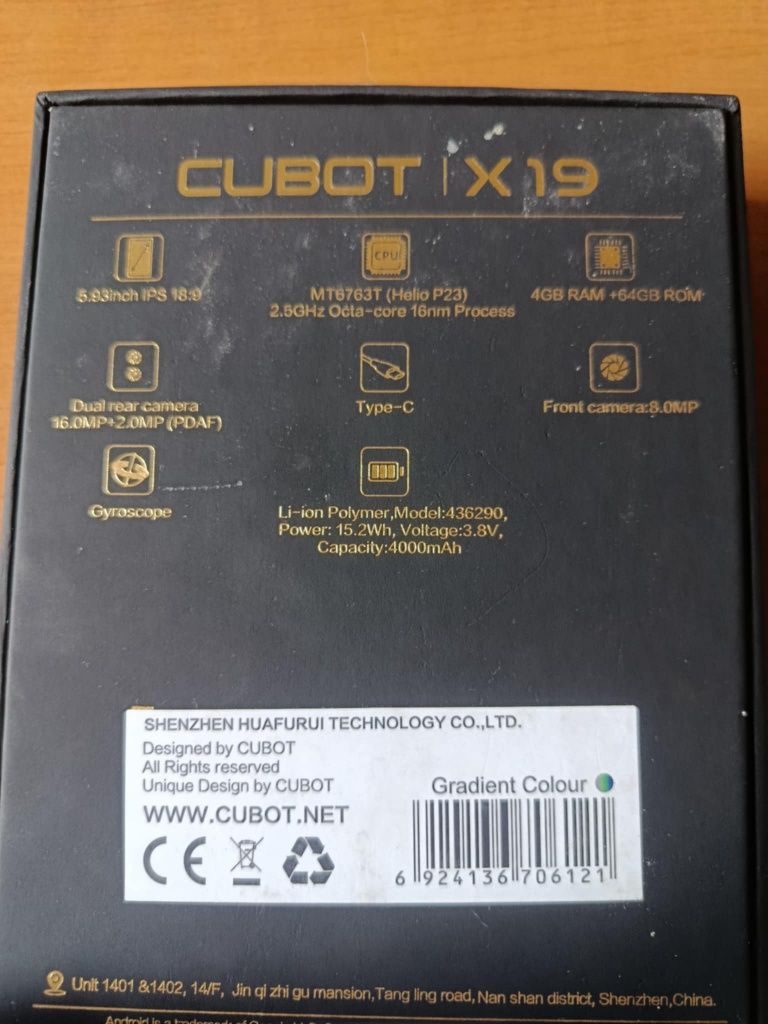 CUBOT | X19
5.93inch IPS 18:9
CPU
MT6763T (Helio P23)
2.5GHz Octa-core 16nm Process
4GB RAM +64GB ROM
Dual rear camera
16.0MP+2.0MP (PDAF)
Type-C
Front camera:8.0MP
Gyroscope
Li-ion Polymer,Model:436290,
Power: 15.2Wh, Voltage:3.8V,
Capacity:4000mAh
SHENZHEN HUAFURUI TECHNOLOGY CO.,LTD.
Designed by CUBOT
All Rights reserved
Unique Design by CUBOT
WWW.CUBOT.NET
CE
Gradient Colour
6 924136 706121
Unit 1401 &1402, 14/F, Jin qi zhi gu mansion,Tang ling road, Nan shan district, Shenzhen,China.
Android is a trademark of